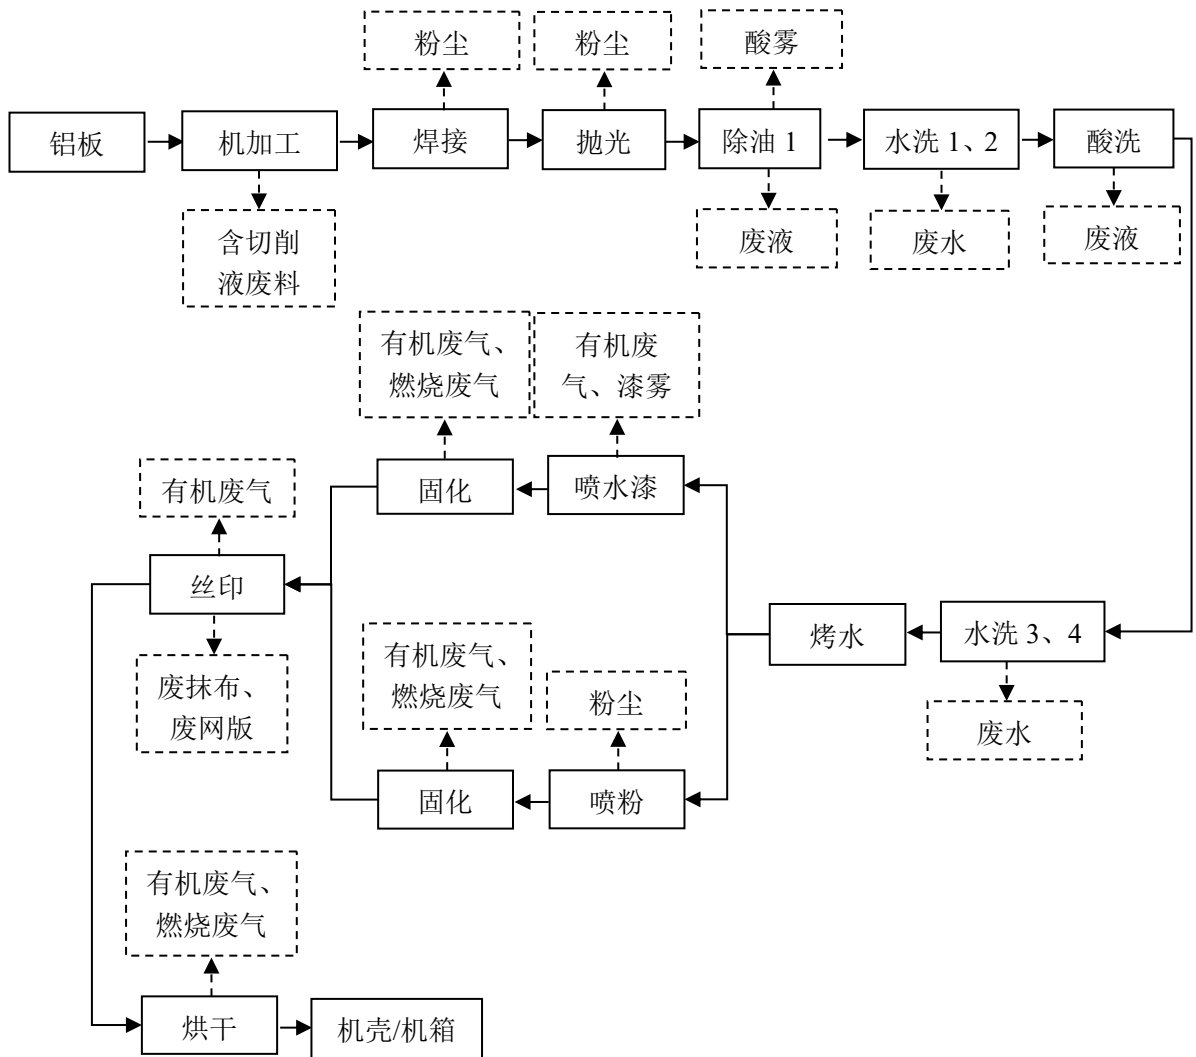 粉尘
粉尘
酸雾
铝板
机加工
焊接
抛光
除油 1
水洗 1、2
酸洗
含切削
液废料
废液
废水
废液
有机废气、
燃烧废气
有机废
气、漆雾
有机废气
固化
喷水漆
丝印
烤水
水洗 3、4
废抹布、
废网版
有机废气、
燃烧废气
粉尘
废水
固化
喷粉
有机废气、
燃烧废气
烘干
机壳/机箱